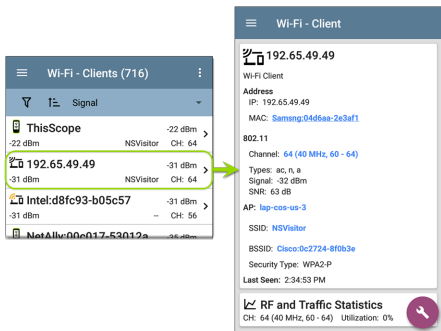 Wi-Fi - Clients (716)
Signal
ThisScope
-22 dBm
-22 dBm
NSVisitor
CH: 64
192.65.49.49
-31 dBm
-31 dBm
NSVisitor
CH: 64
Intel:d8fc93-b05c57
-31 dBm
-31 dBm
--
CH: 56
NetAlly:00c017-53012a
-35 dBm
Wi-Fi - Client
192.65.49.49
Wi-Fi Client
Address
IP: 192.65.49.49
MAC: Samsng:04d6aa-2e3af1
802.11
Channel: 64 (40 MHz, 60 - 64)
Types: ac, n, a
Signal: -32 dBm
SNR: 63 dB
AP: lap-cos-us-3
SSID: NSVisitor
BSSID: Cisco:0c2724-8f0b3e
Security Type: WPA2-P
Last Seen: 2:34:53 PM
RF and Traffic Statistics
CH: 64 (40 MHz, 60 - 64) Utilization: 0%